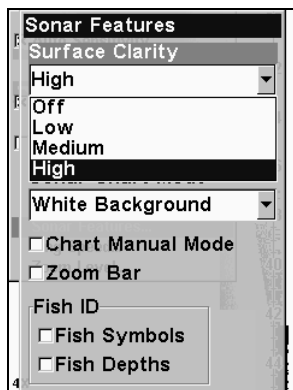 Sonar Features
Surface Clarity
High
Off
Low
Medium
High
White Background
Chart Manual Mode
Zoom Bar
Fish ID
Fish Symbols
Fish Depths